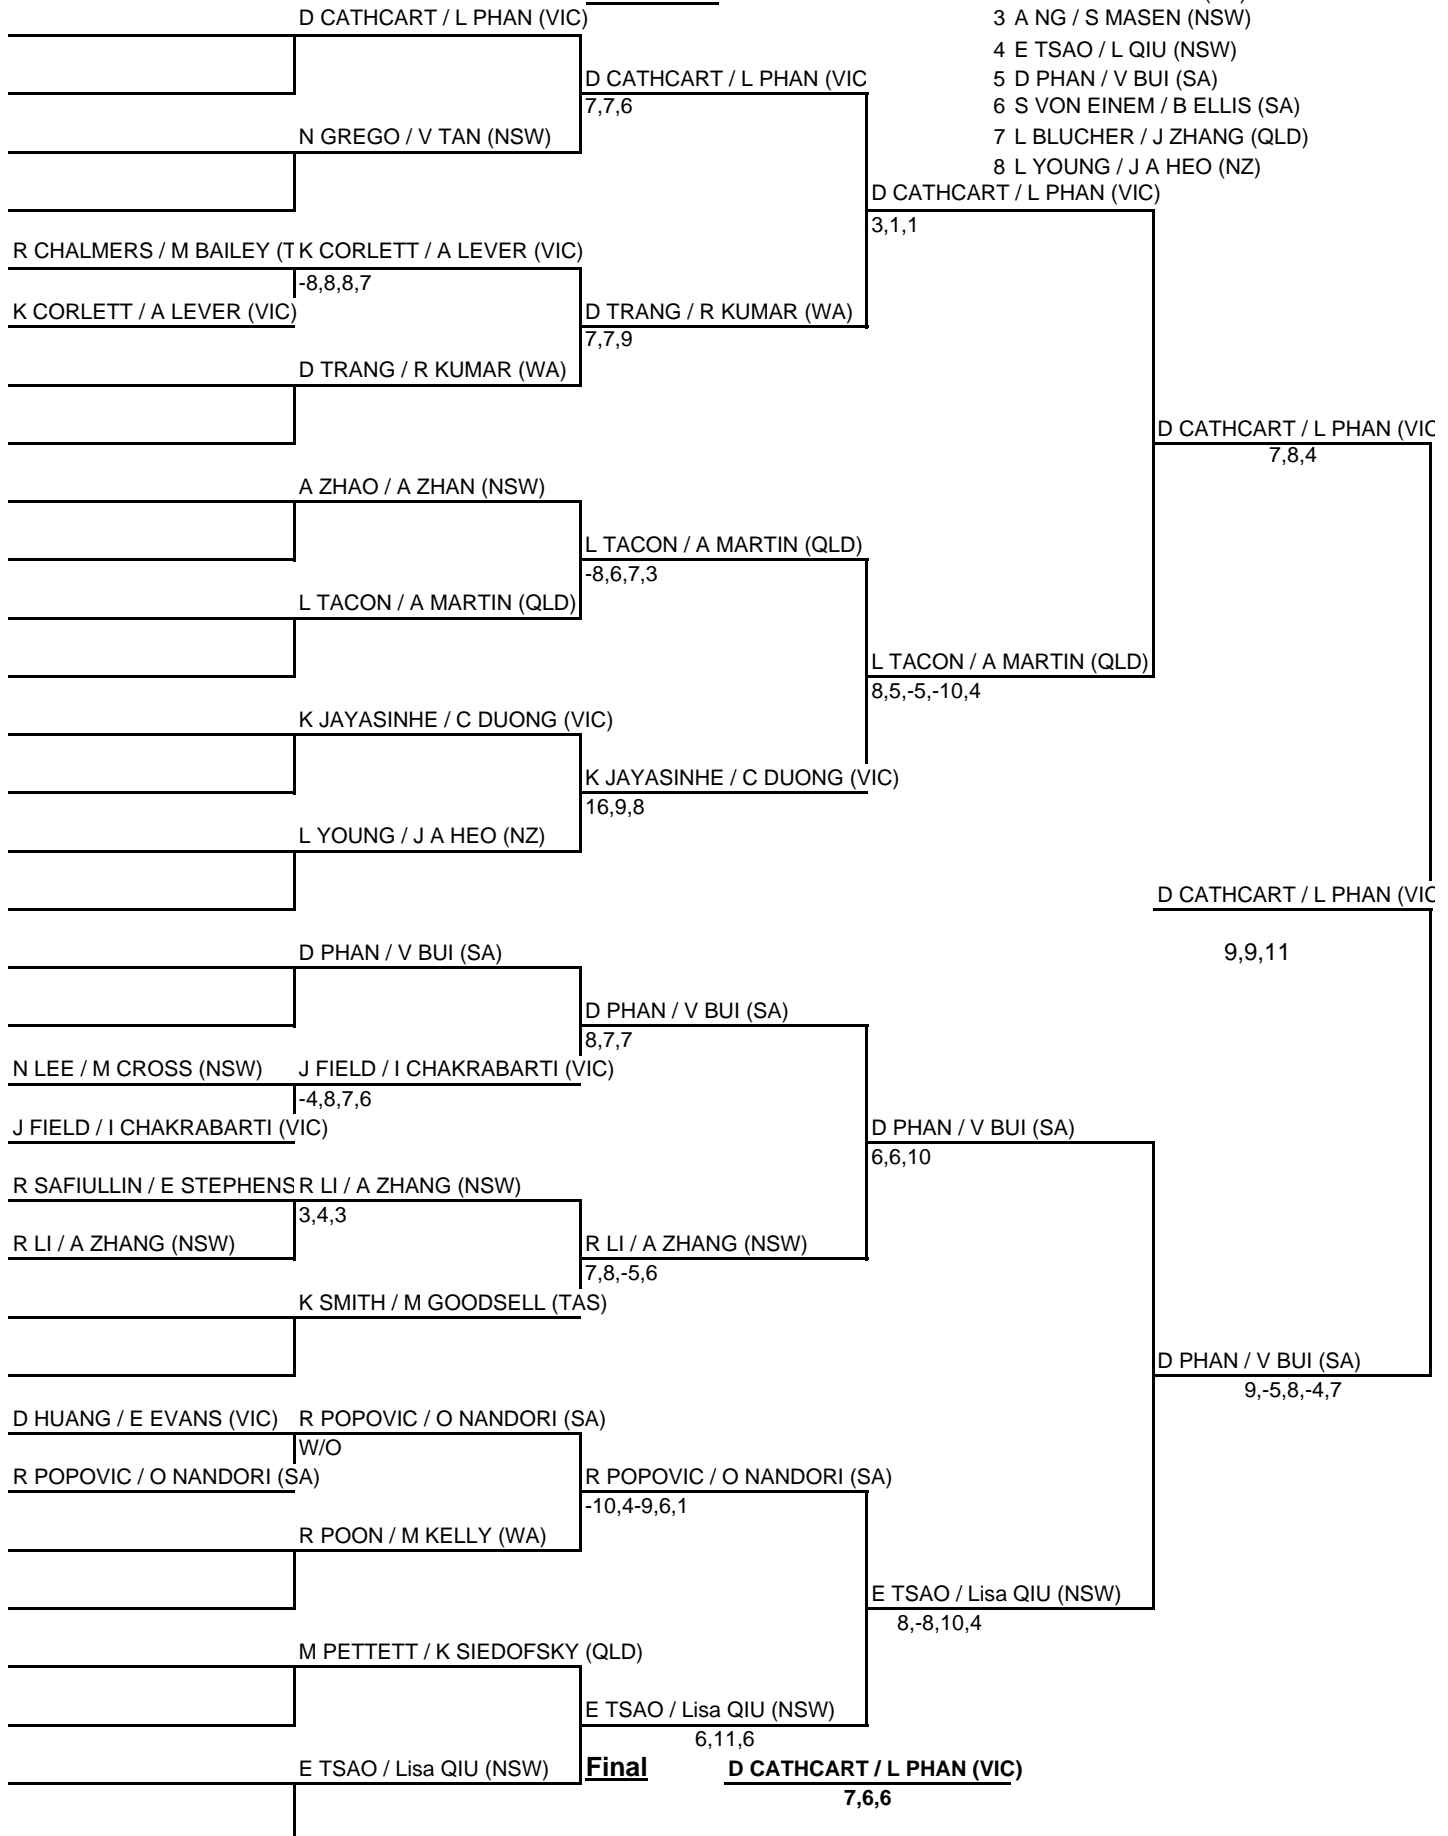 D CATHCART / L PHAN (VIC)
3 A NG / S MASEN (NSW)
4 E TSAO / L QIU (NSW)
D CATHCART / L PHAN (VIC
5 D PHAN / V BUI (SA)
7,7,6
6 S VON EINEM / B ELLIS (SA)
N GREGO / V TAN (NSW)
7 L BLUCHER / J ZHANG (QLD)
8 L YOUNG / J A HEO (NZ)
D CATHCART / L PHAN (VIC)
3,1,1
R CHALMERS / M BAILEY (T
K CORLETT / A LEVER (VIC)
-8,8,8,7
K CORLETT / A LEVER (VIC)
D TRANG / R KUMAR (WA)
7,7,9
D TRANG / R KUMAR (WA)
D CATHCART / L PHAN (VIC
7,8,4
A ZHAO / A ZHAN (NSW)
L TACON / A MARTIN (QLD)
-8,6,7,3
L TACON / A MARTIN (QLD)
L TACON / A MARTIN (QLD)
8,5,-5,-10,4
K JAYASINHE / C DUONG (VIC)
K JAYASINHE / C DUONG (VIC)
16,9,8
L YOUNG / J A HEO (NZ)
D CATHCART / L PHAN (VIC
9,9,11
D PHAN / V BUI (SA)
D PHAN / V BUI (SA)
8,7,7
N LEE / M CROSS (NSW)
J FIELD / I CHAKRABARTI (VIC)
-4,8,7,6
J FIELD / I CHAKRABARTI (VIC)
D PHAN / V BUI (SA)
6,6,10
R SAFIULLIN / E STEPHENS
R LI / A ZHANG (NSW)
3,4,3
R LI / A ZHANG (NSW)
R LI / A ZHANG (NSW)
7,8,-5,6
K SMITH / M GOODSELL (TAS)
D PHAN / V BUI (SA)
9,-5,8,-4,7
D HUANG / E EVANS (VIC)
R POPOVIC / O NANDORI (SA)
W/O
R POPOVIC / O NANDORI (SA)
R POPOVIC / O NANDORI (SA)
-10,4-9,6,1
R POON / M KELLY (WA)
E TSAO / Lisa QIU (NSW)
8,-8,10,4
M PETTETT / K SIEDOFSKY (QLD)
E TSAO / Lisa QIU (NSW)
6,11,6
E TSAO / Lisa QIU (NSW)
Final
D CATHCART / L PHAN (VIC)
7,6,6